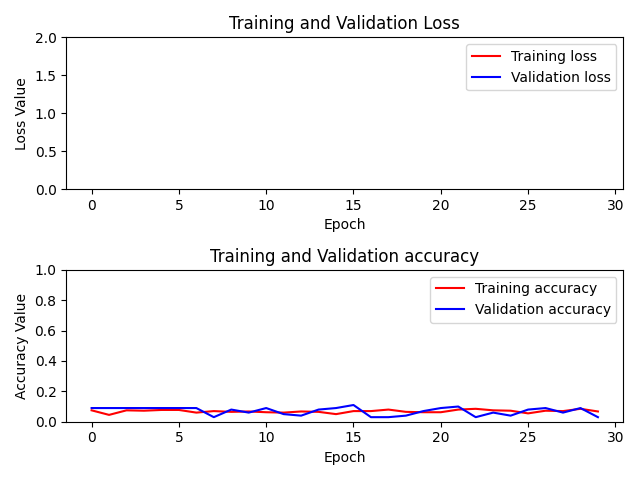 Training and Validation Loss
2.0
1.5
1.0
0.5
0.0
Loss Value
Training loss
Validation loss
0 5 10 15 20 25 30
Epoch
Training and Validation accuracy
1.0
0.8
0.6
0.4
0.2
0.0
Accuracy Value
Training accuracy
Validation accuracy
0 5 10 15 20 25 30
Epoch